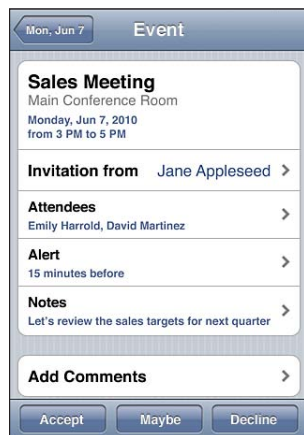 Mon, Jun 7
Event
Sales Meeting
Main Conference Room
Monday, Jun 7, 2010
from 3 PM to 5 PM
Invitation from Jane Appleseed
Attendees
Emily Harrold, David Martinez
Alert
15 minutes before
Notes
Let's review the sales targets for next quarter
Add Comments
Accept Maybe Decline